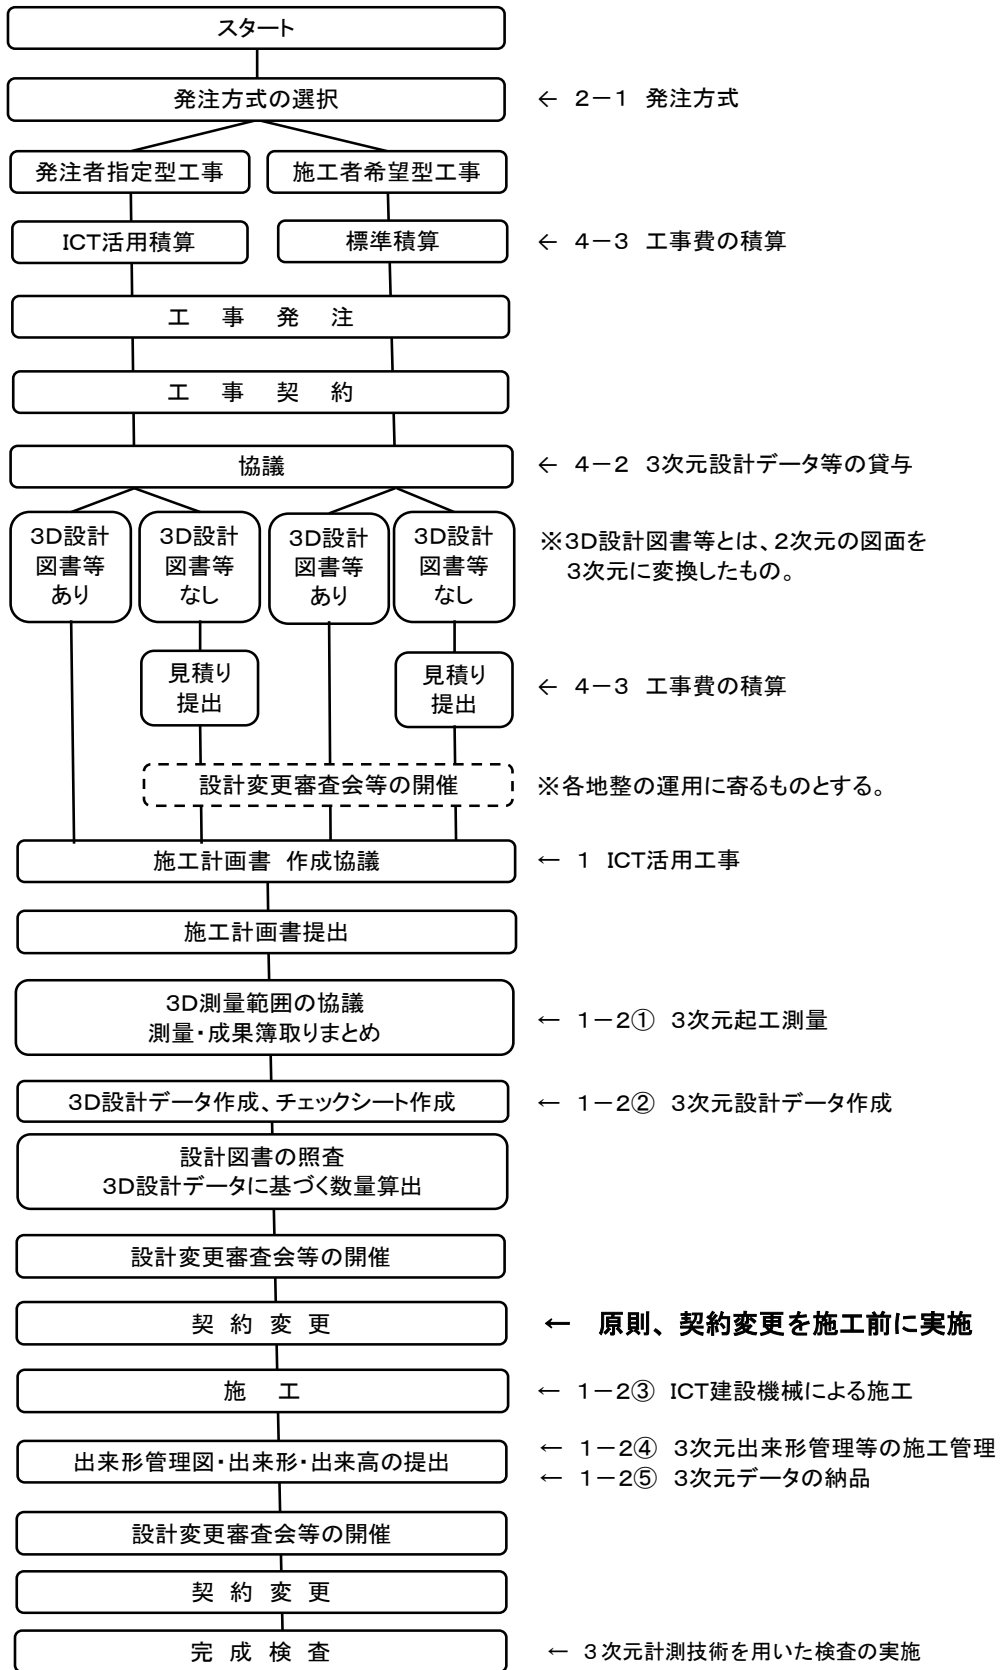 スタート
発注方式の選択
← 2－1 発注方式
発注者指定型工事
施工者希望型工事
ICT活用積算
標準積算
← 4－3 工事費の積算
工 事 発 注
工 事 契 約
協議
← 4－2 3次元設計データ等の貸与
3D設計
図書等
あり
3D設計
図書等
なし
3D設計
図書等
あり
3D設計
図書等
なし
※3D設計図書等とは、2次元の図面を
3次元に変換したもの。
見積り
提出
見積り
提出
← 4－3 工事費の積算
設計変更審査会等の開催
※各地整の運用に寄るものとする。
施工計画書 作成協議
← 1 ICT活用工事
施工計画書提出
3D測量範囲の協議
測量・成果簿取りまとめ
← 1－2① 3次元起工測量
3D設計データ作成、チェックシート作成
← 1－2② 3次元設計データ作成
設計図書の照査
3D設計データに基づく数量算出
設計変更審査会等の開催
契 約 変 更
← 原則、契約変更を施工前に実施
施 工
← 1－2③ ICT建設機械による施工
出来形管理図・出来形・出来高の提出
← 1－2④ 3次元出来形管理等の施工管理
← 1－2⑤ 3次元データの納品
設計変更審査会等の開催
契 約 変 更
完 成 検 査
← 3次元計測技術を用いた検査の実施